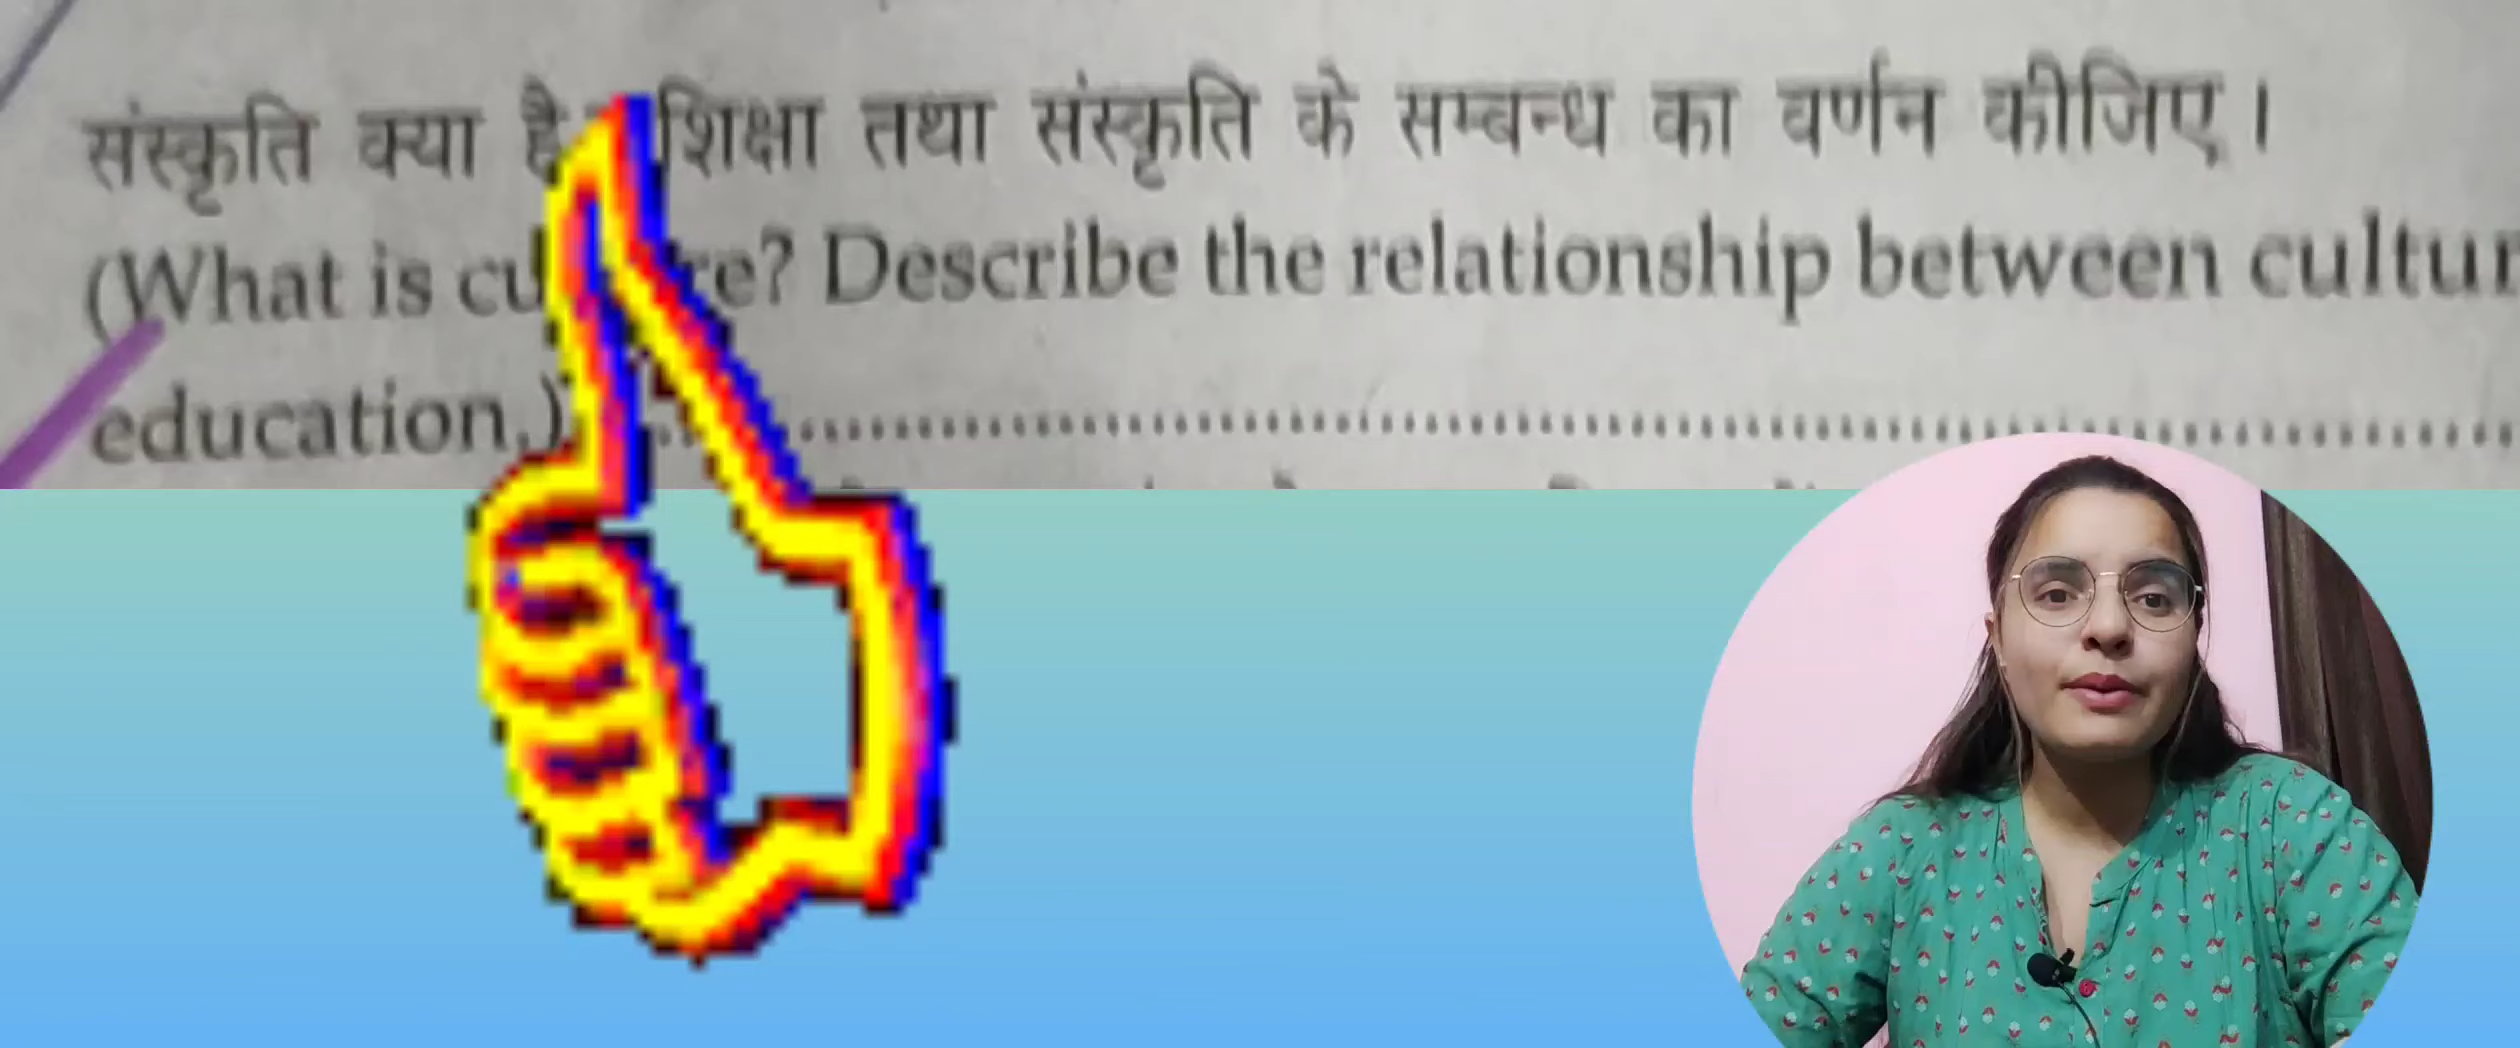 संस्कृति क्या है शिक्षा तथा संस्कृति के सम्बन्ध का वर्णन कीजिए।
(What is Describe the relationship between
education.)